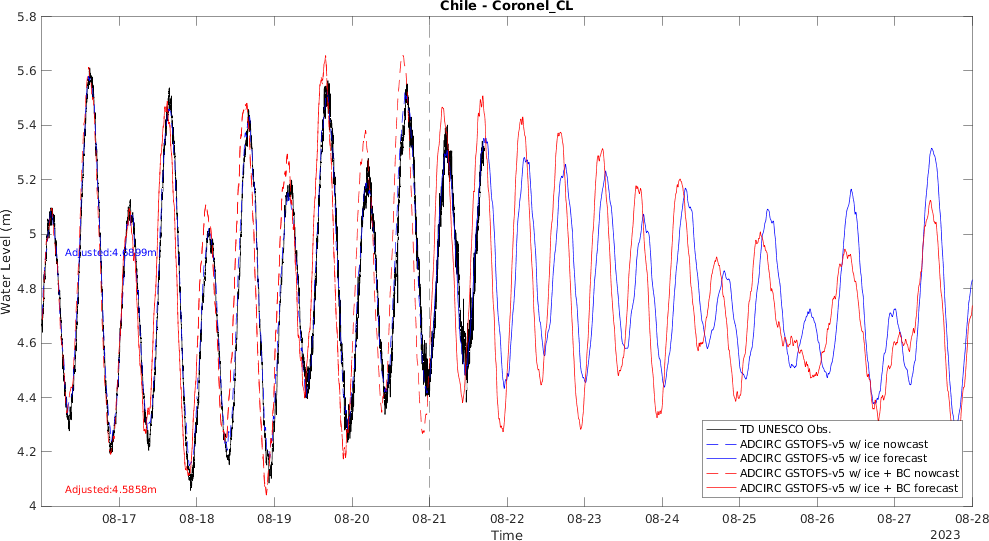 Chile - Coronel_CL
5.8
5.6
5.4
5.2
5
4.8
4.6
4.4
4.2
4
Water Level (m)
Adjusted:4.6899m
Adjusted:4.5858m
TD UNESCO Obs.
ADCIRC GSTOFS-v5 w/ ice nowcast
ADCIRC GSTOFS-v5 w/ ice forecast
ADCIRC GSTOFS-v5 w/ ice + BC nowcast
ADCIRC GSTOFS-v5 w/ ice + BC forecast
08-17 08-18 08-19 08-20 08-21 08-22 08-23 08-24 08-25 08-26 08-27 08-28
Time
2023